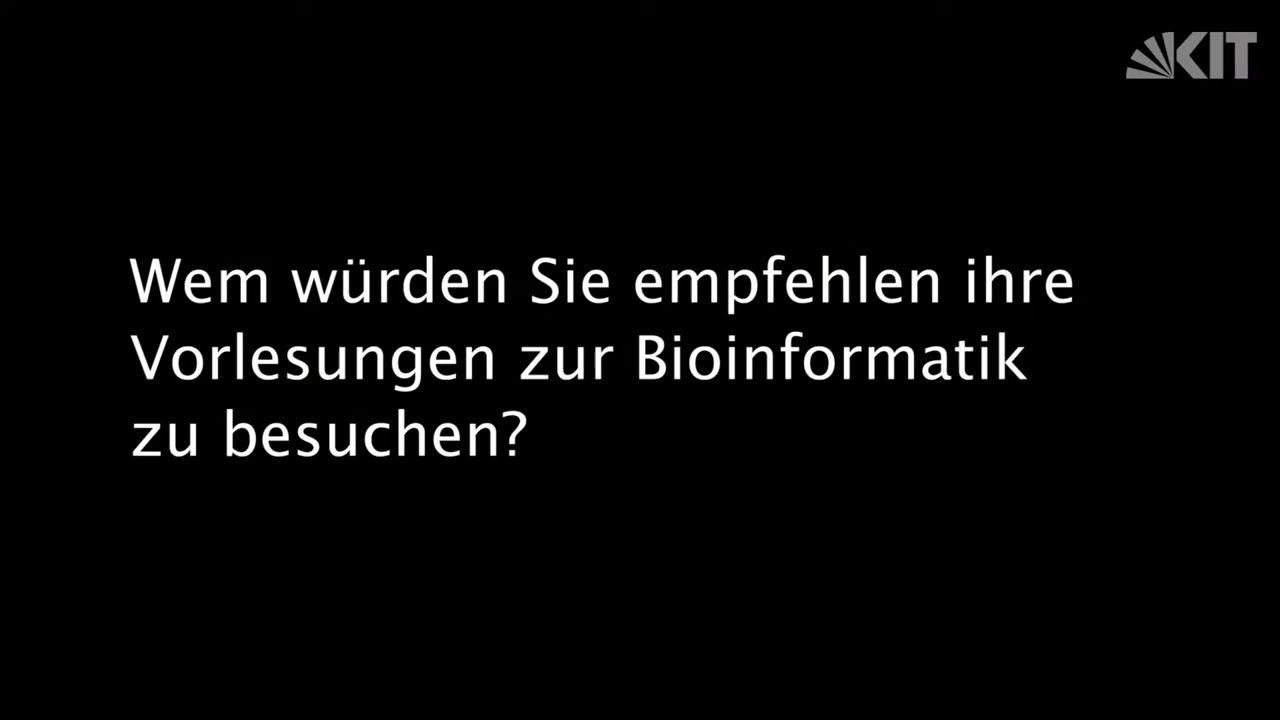 KIT
Wem würden Sie empfehlen ihre
Vorlesungen zur Bioinformatik
zu besuchen?